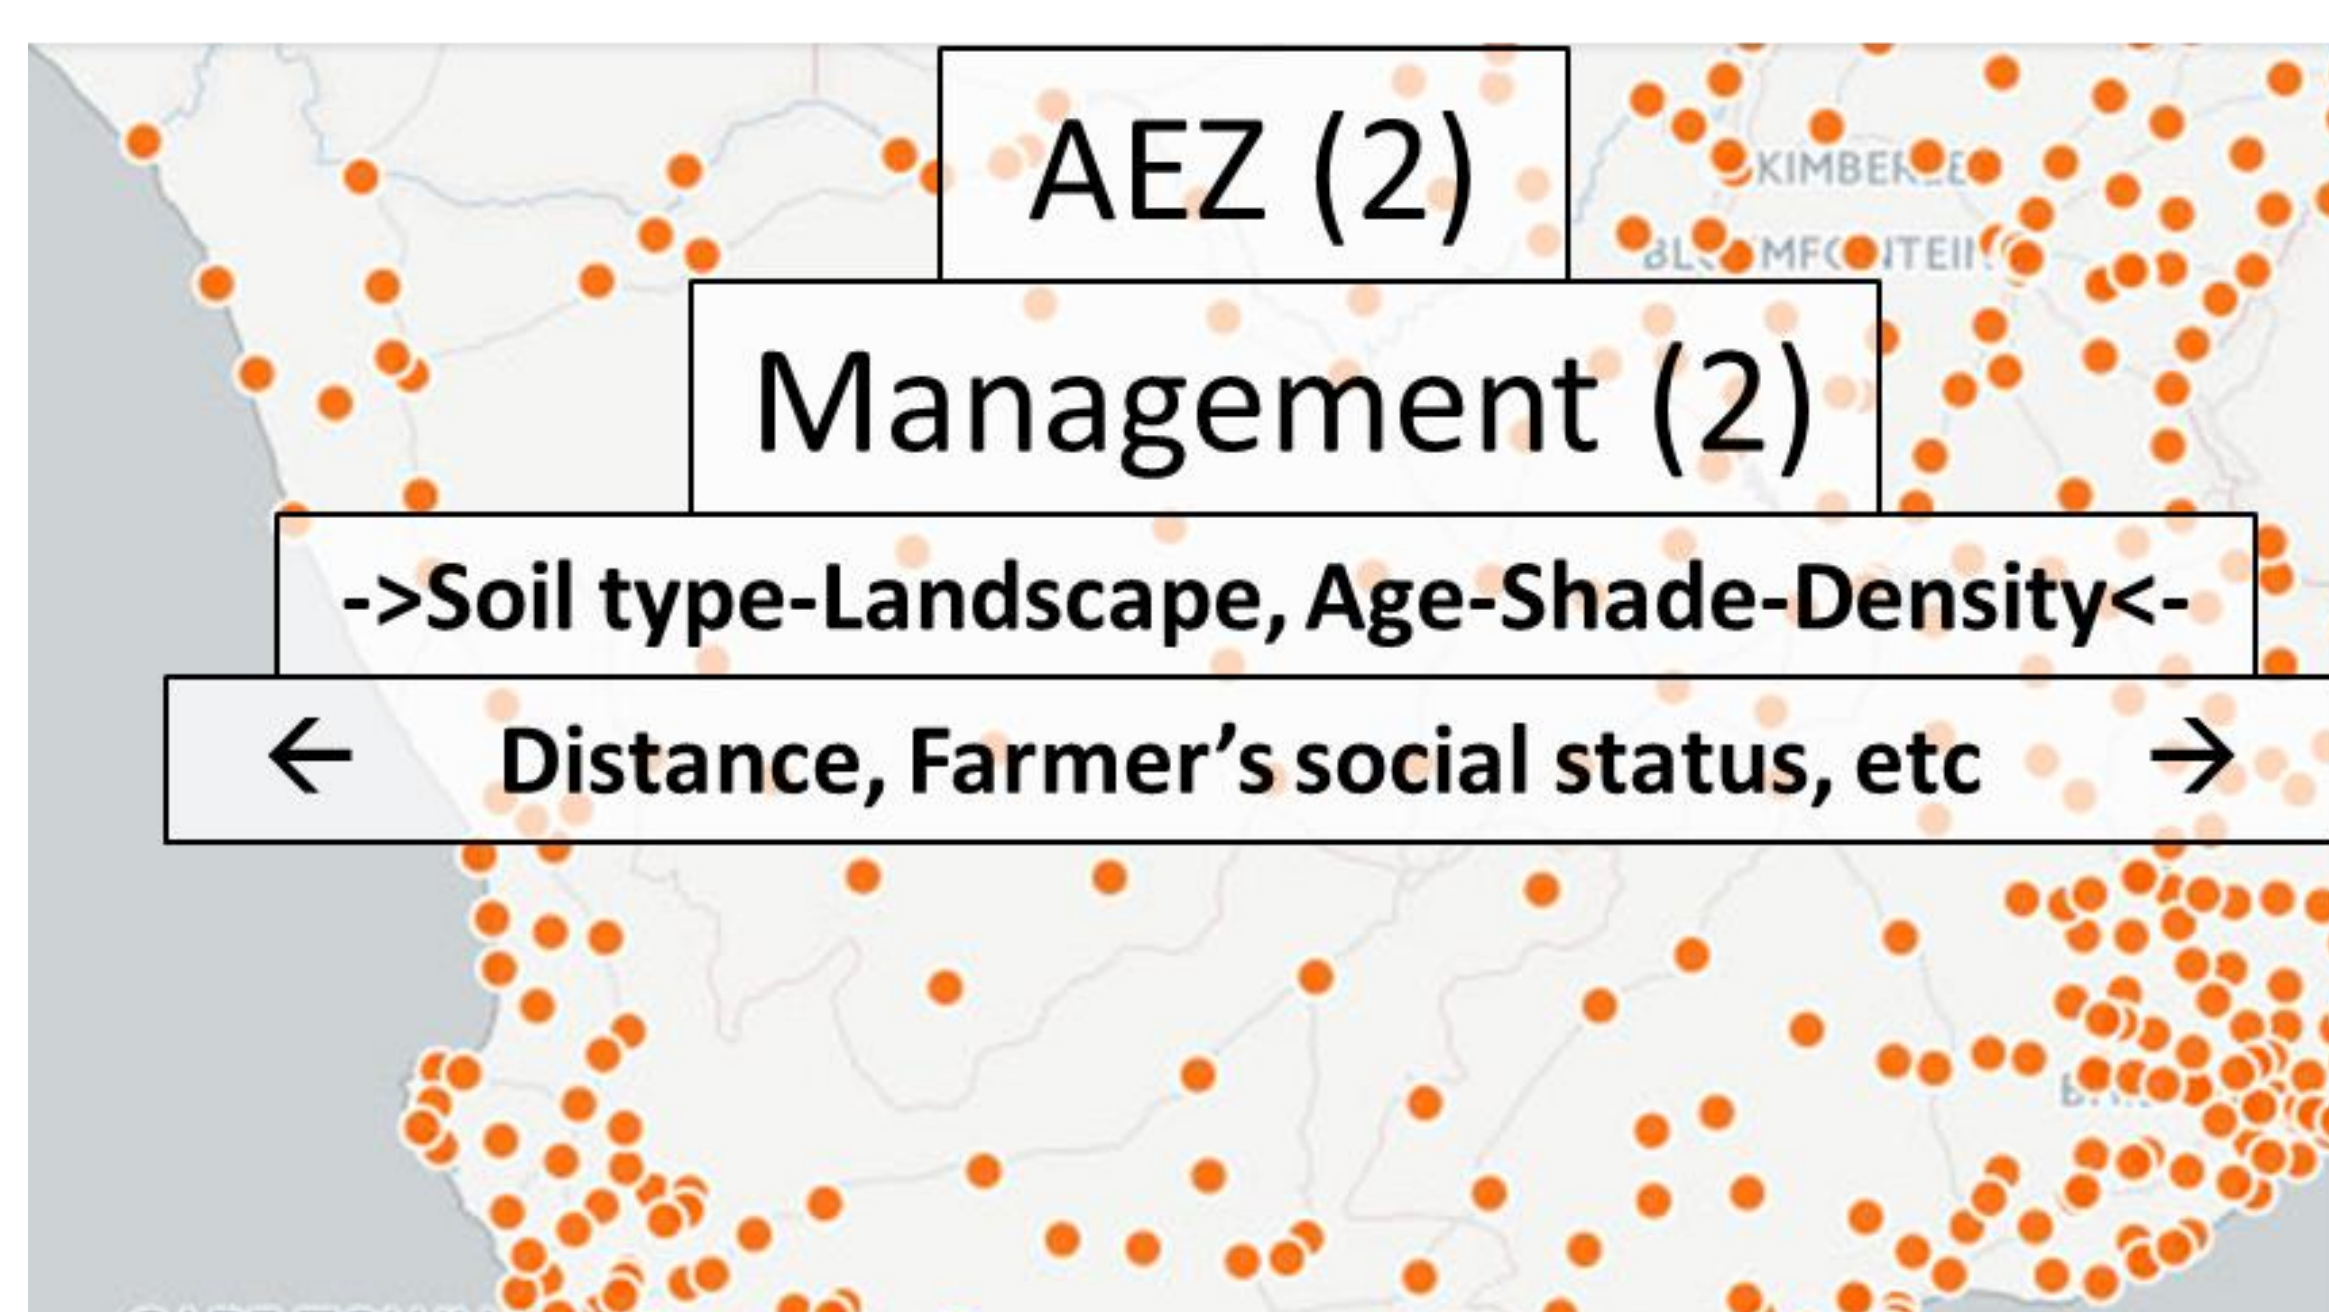 AEZ (2)
Management (2)
->Soil type-Landscape, Age-Shade-Density<-
← Distance, Farmer’s social status, etc →